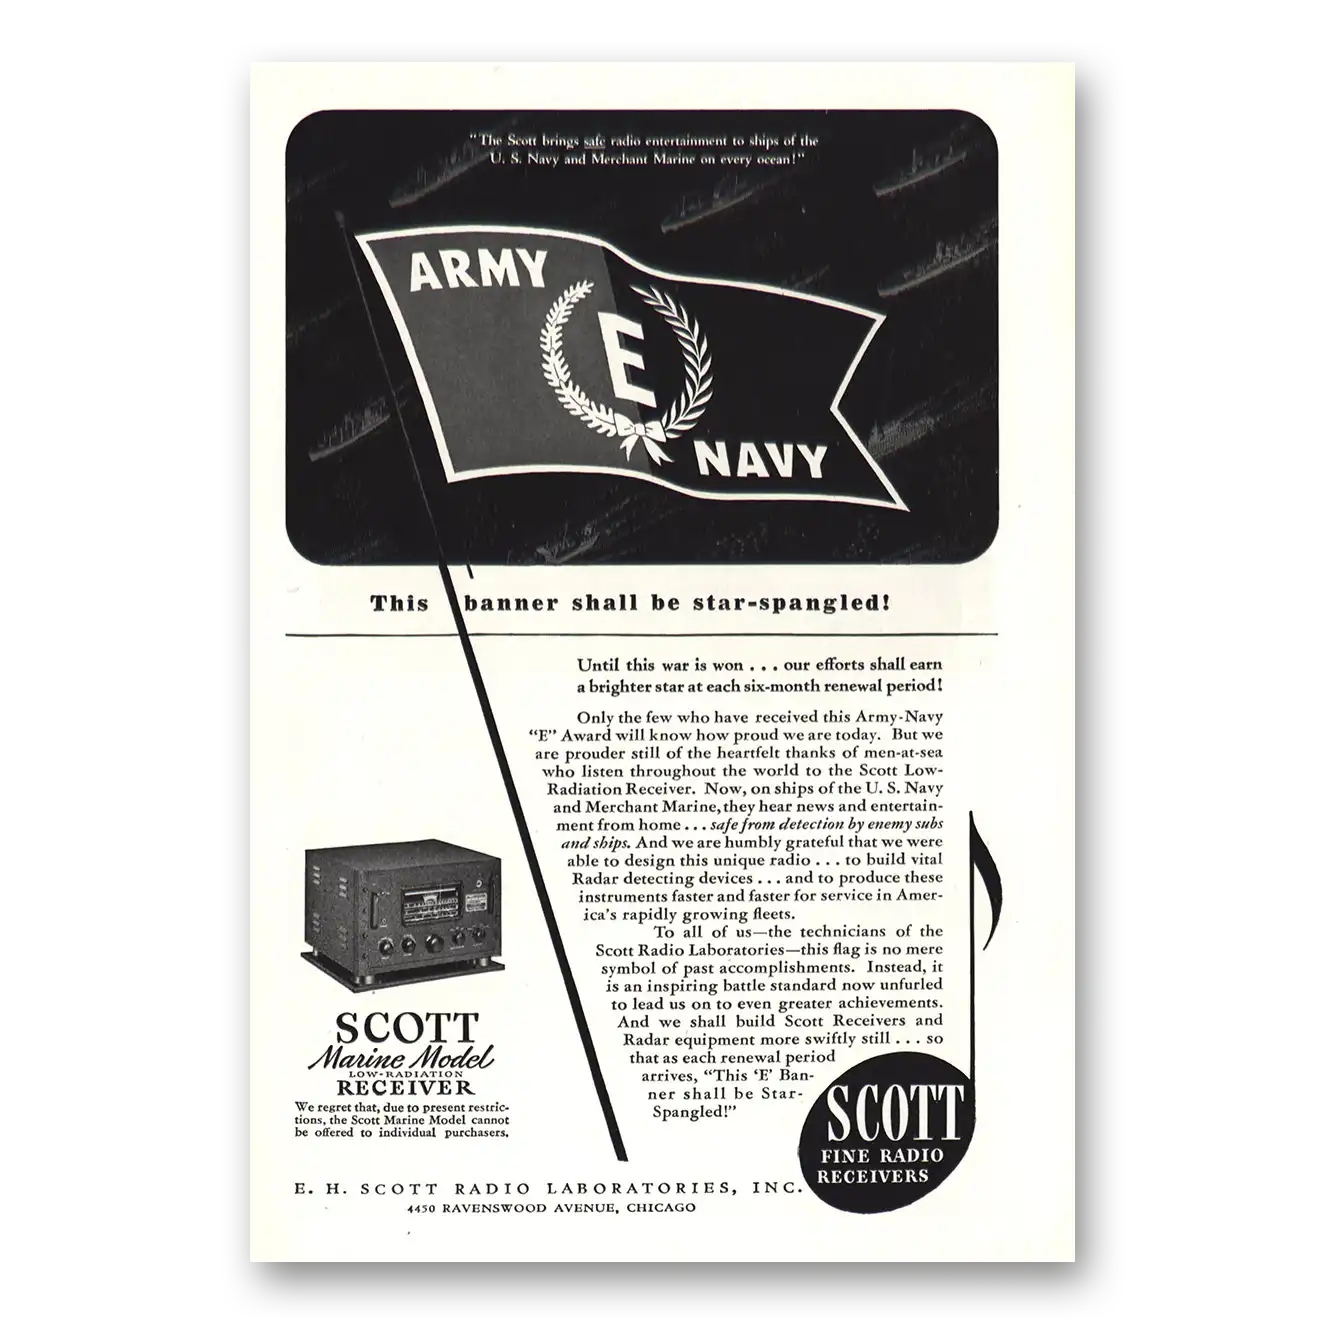 "The Scott brings safe radio entertainment to ships of the
U. S. Navy and Merchant Marine on every ocean!"
ARMY
E
NAVY
This banner shall be star-spangled!
Until this war is won . . . our efforts shall earn
a brighter star at each six-month renewal period!
Only the few who have received this Army-Navy
"E" Award will know how proud we are today. But we
are prouder still of the heartfelt thanks of men-at-sea
who listen throughout the world to the Scott Low-
Radiation Receiver. Now, on ships of the U. S. Navy
and Merchant Marine, they hear news and entertain-
ment from home . . . safe from detection by enemy subs
and ships. And we are humbly grateful that we were
able to design this unique radio . . . to build vital
Radar detecting devices . . . and to produce these
instruments faster and faster for service in Amer-
ica's rapidly growing fleets.
To all of us—the technicians of the
Scott Radio Laboratories—this flag is no mere
symbol of past accomplishments. Instead, it
is an inspiring battle standard now unfurled
to lead us on to even greater achievements.
And we shall build Scott Receivers and
Radar equipment more swiftly still . . . so
that as each renewal period
arrives, "This 'E' Ban-
ner shall be Star-
Spangled!"
SCOTT
Marine Model
LOW-RADIATION
RECEIVER
We regret that, due to present restric-
tions, the Scott Marine Model cannot
be offered to individual purchasers.
SCOTT
FINE RADIO
RECEIVERS
E. H. SCOTT RADIO LABORATORIES, INC.
4450 RAVENSWOOD AVENUE, CHICAGO